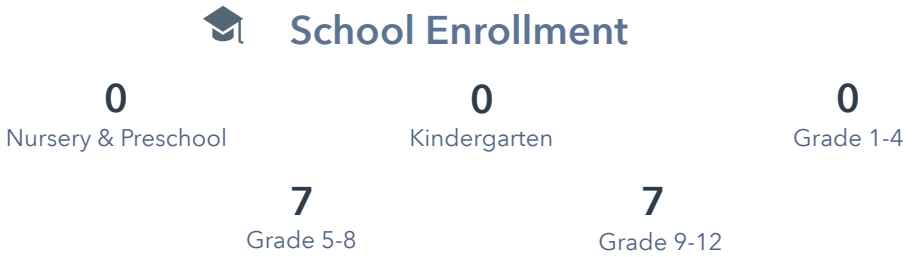 School Enrollment
0 0 0
Nursery & Preschool Kindergarten Grade 1-4
7 7
Grade 5-8 Grade 9-12